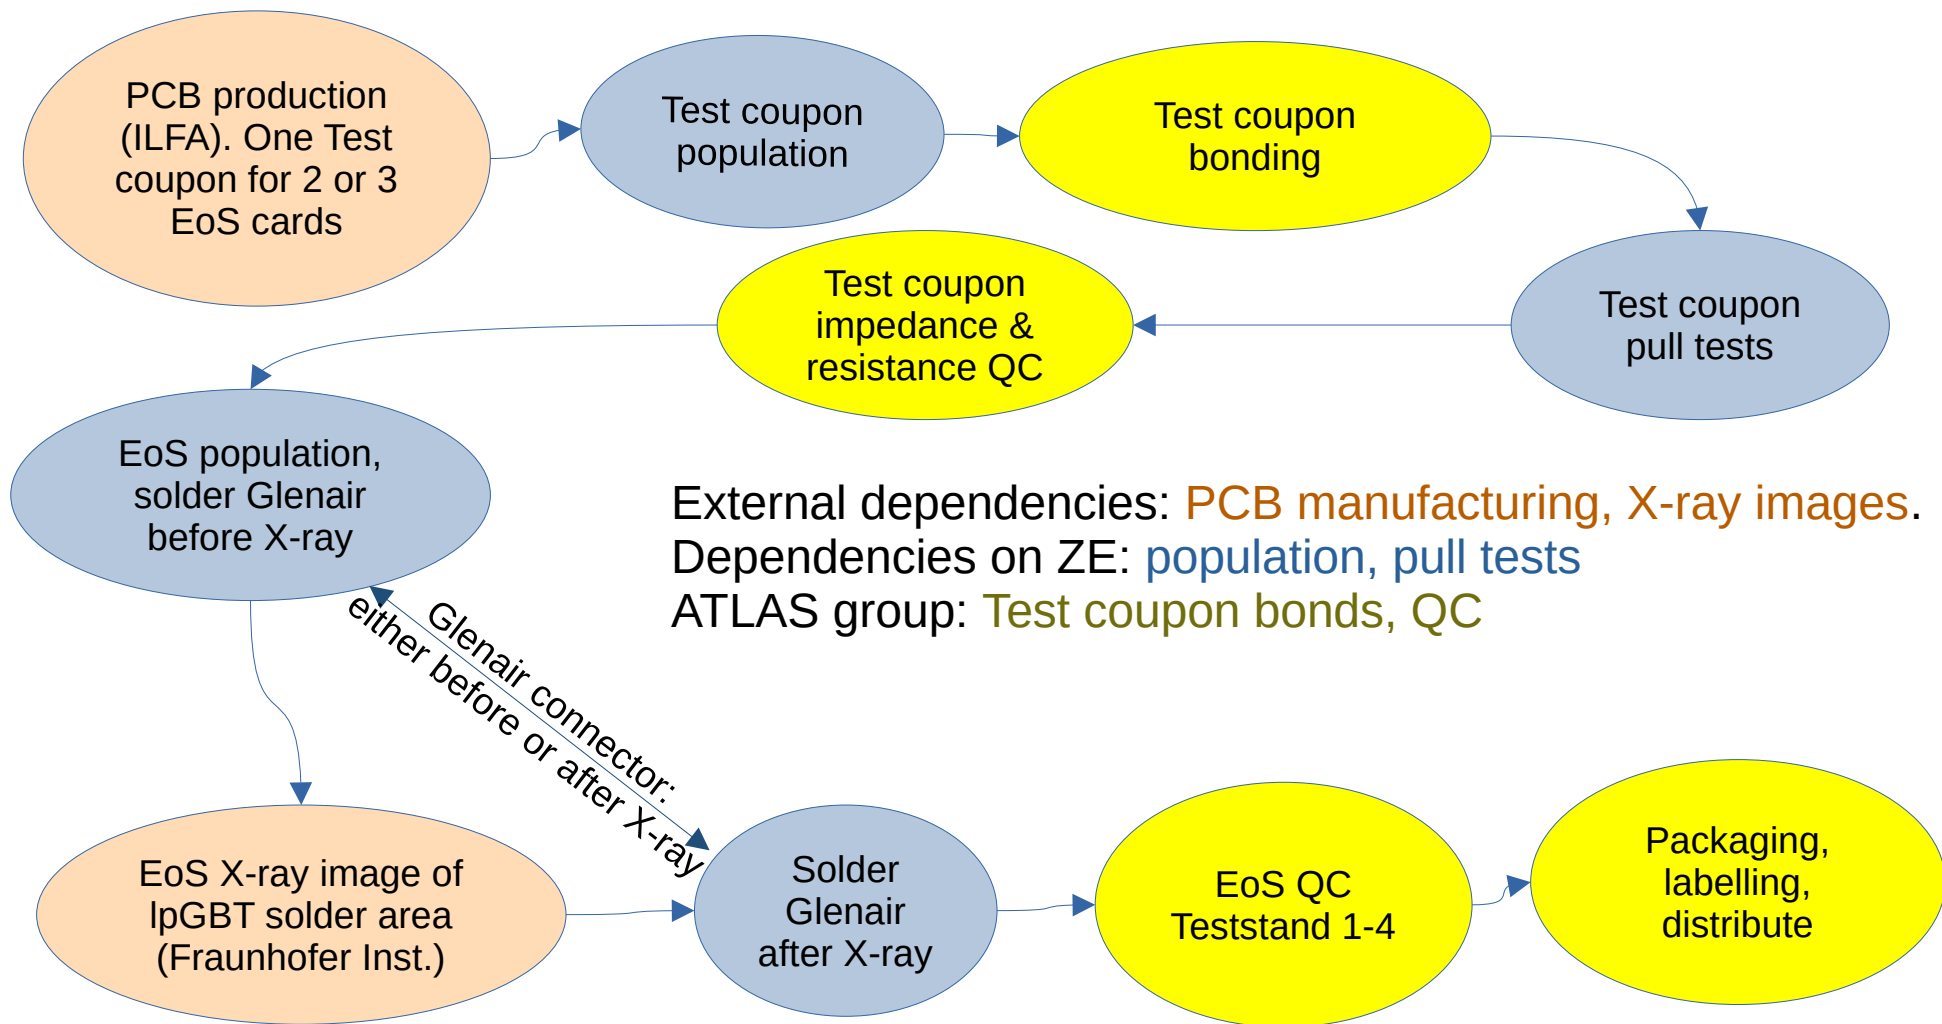 PCB production
(ILFA). One Test
coupon for 2 or 3
EoS cards
Test coupon
population
Test coupon
bonding
Test coupon
pull tests
Test coupon
impedance &
resistance QC
EoS population,
solder Glenair
before X-ray
External dependencies: PCB manufacturing, X-ray images.
Dependencies on ZE: population, pull tests
ATLAS group: Test coupon bonds, QC
Glenair connector:
either before or after X-ray
EoS X-ray image of
lpGBT solder area
(Fraunhofer Inst.)
Solder
Glenair
after X-ray
EoS QC
Teststand 1-4
Packaging,
labelling,
distribute